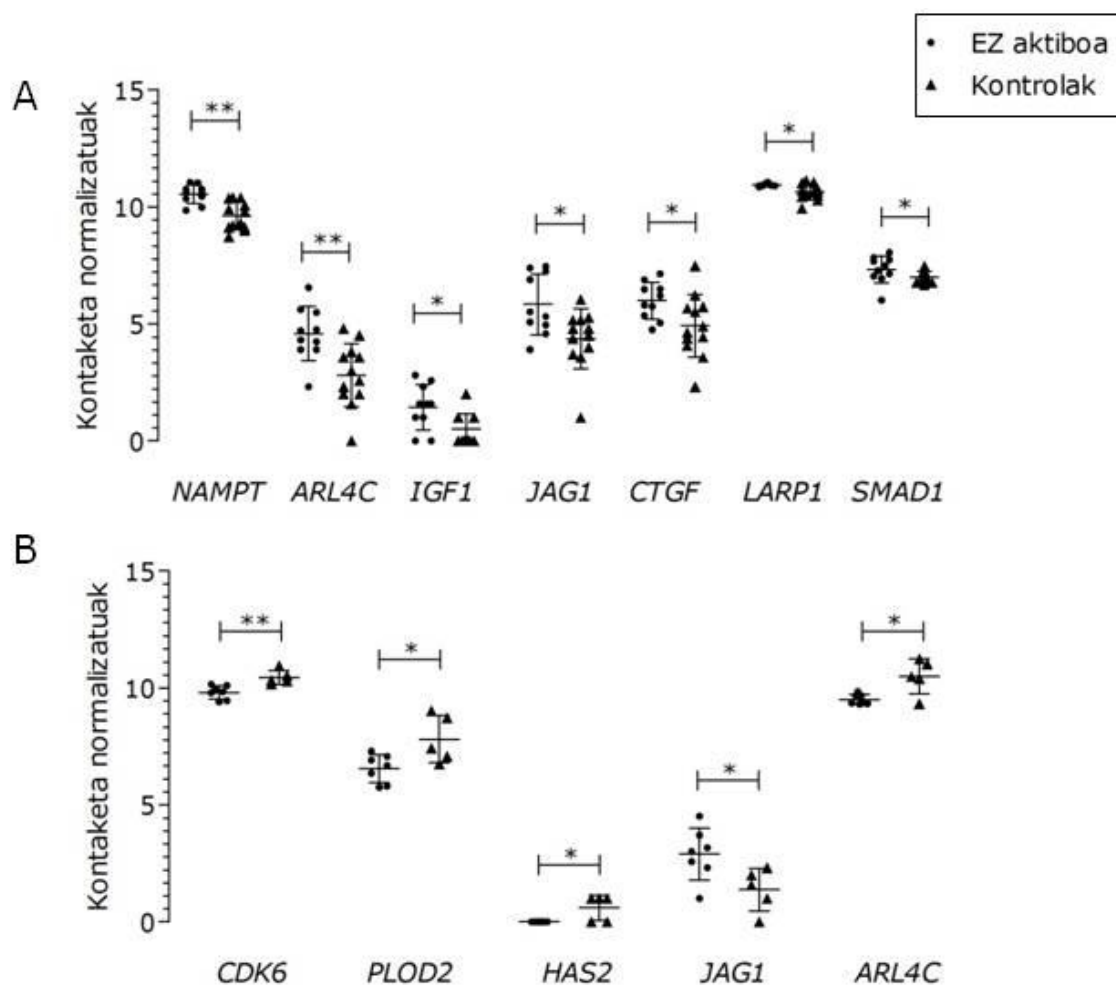 EZ aktiboa
Kontrolak
A
Kontaketa normalizatuak
15
10
5
0
** ** * * * * *
NAMPT ARL4C IGF1 JAG1 CTGF LARP1 SMAD1
B
Kontaketa normalizatuak
15
10
5
0
** * * * *
CDK6 PLOD2 HAS2 JAG1 ARL4C